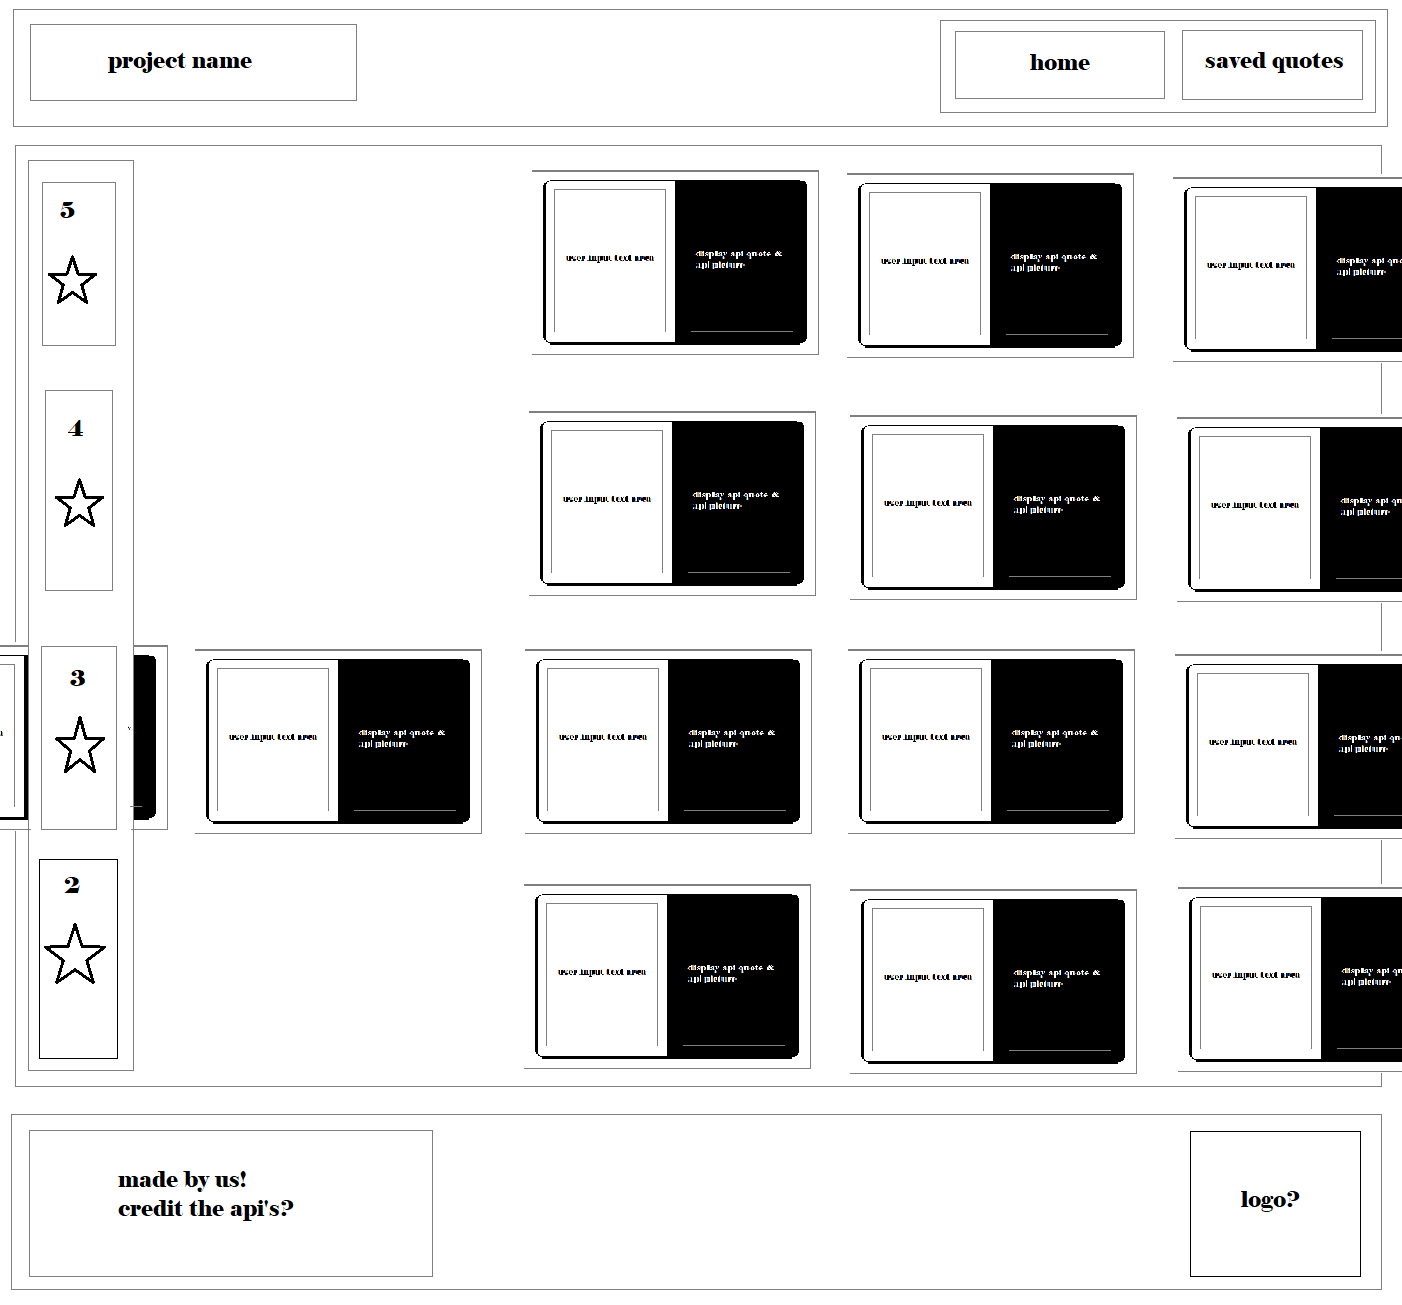 project name
home
saved quotes
5
user input text area
display api quote &
api picture
user input text area
display api quote &
api picture
user input text area
display api quo
api picture
4
user input text area
display api quote &
api picture
user input text area
display api quote &
api picture
user input text area
display api qu
api picture
3
user input text area
display api quote &
api picture
user input text area
display api quote &
api picture
user input text area
display api quote &
api picture
user input text area
display api quo
api picture
2
user input text area
display api quote &
api picture
user input text area
display api quote &
api picture
user input text area
display api qu
api picture
made by us!
credit the api's?
logo?